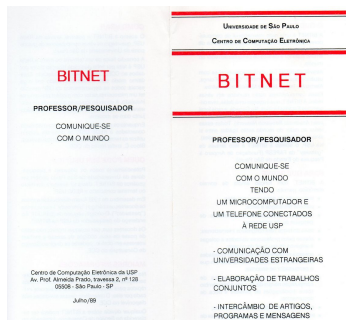 BITNET
PROFESSOR/PESQUISADOR
COMUNIQUE-SE
COM O MUNDO
Centro de Computação Eletrônica da USP
Av. Prof. Almeida Prado, travessa 2, nº 128
05508 - São Paulo - SP
Julho/89
UNIVERSIDADE DE SÃO PAULO
CENTRO DE COMPUTAÇÃO ELETRÔNICA
BITNET
PROFESSOR/PESQUISADOR
COMUNIQUE-SE
COM O MUNDO
TENDO
UM MICROCOMPUTADOR E
UM TELEFONE CONECTADOS
À REDE USP
- COMUNICAÇÃO COM
UNIVERSIDADES ESTRANGEIRAS
- ELABORAÇÃO DE TRABALHOS
CONJUNTOS
- INTERCÂMBIO DE ARTIGOS,
PROGRAMAS E MENSAGENS